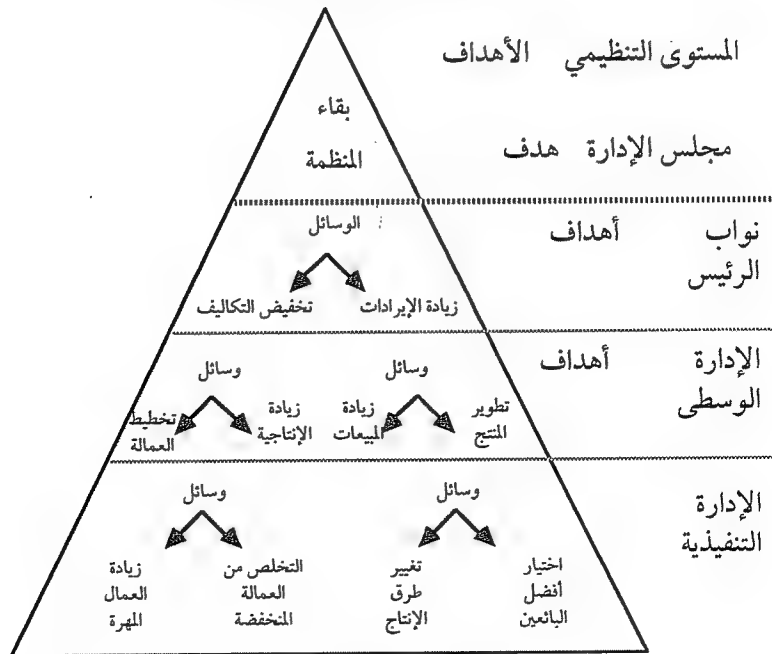 المستوى التنظيمي الأهداف
بقاء
المنظمة
مجلس الإدارة هدف
نواب أهداف
الرئيس
الوسائل
زيادة الإيرادات
تخفيض التكاليف
الإدارة أهداف
الوسطى
وسائل
وسائل
تطوير
المنتج
زيادة
المبيعات
زيادة
الإنتاجية
تخطيط
العمالة
الإدارة
التنفيذية
وسائل
وسائل
اختيار
أفضل
البائعين
تغيير
طرق
الإنتاج
التخلص من
العمالة
المنخفضة
زيادة
العمال
المهرة